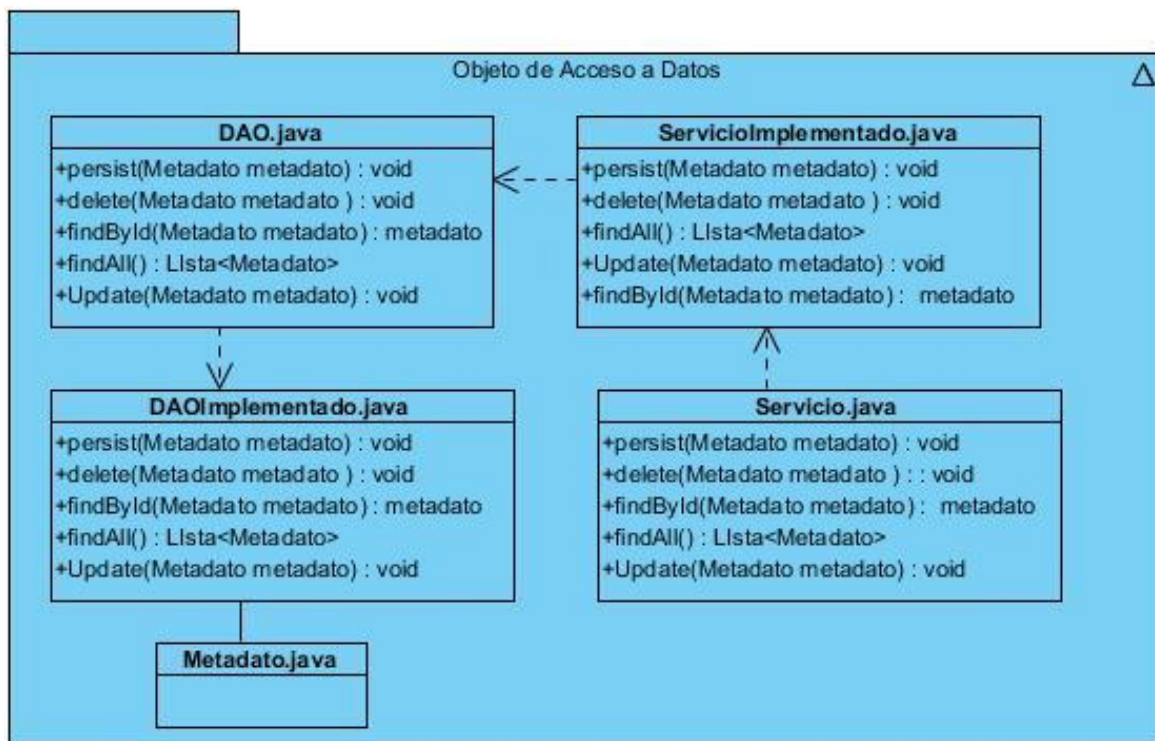 Objeto de Acceso a Datos
DAO.java
+persist(Metadato metadato) : void
+delete(Metadato metadato ) : void
+findById(Metadato metadato) : metadato
+findAll() : LIsta<Metadato>
+Update(Metadato metadato) : void
ServicioImplementado.java
+persist(Metadato metadato) : void
+delete(Metadato metadato ) : void
+findAll() : LIsta<Metadato>
+Update(Metadato metadato) : void
+findById(Metadato metadato) : metadato
DAOImplementado.java
+persist(Metadato metadato) : void
+delete(Metadato metadato ) : void
+findById(Metadato metadato) : metadato
+findAll() : LIsta<Metadato>
+Update(Metadato metadato) : void
Servicio.java
+persist(Metadato metadato) : void
+delete(Metadato metadato ) : : void
+findById(Metadato metadato) : metadato
+findAll() : LIsta<Metadato>
+Update(Metadato metadato) : void
Metadato.java